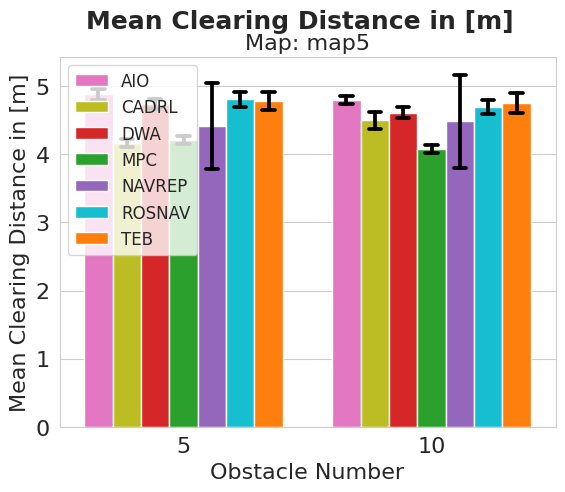 Mean Clearing Distance in [m]
Map: map5
Mean Clearing Distance in [m]
5
4
3
2
1
0
AIO
CADRL
DWA
MPC
NAVREP
ROSNAV
TEB
5
10
Obstacle Number